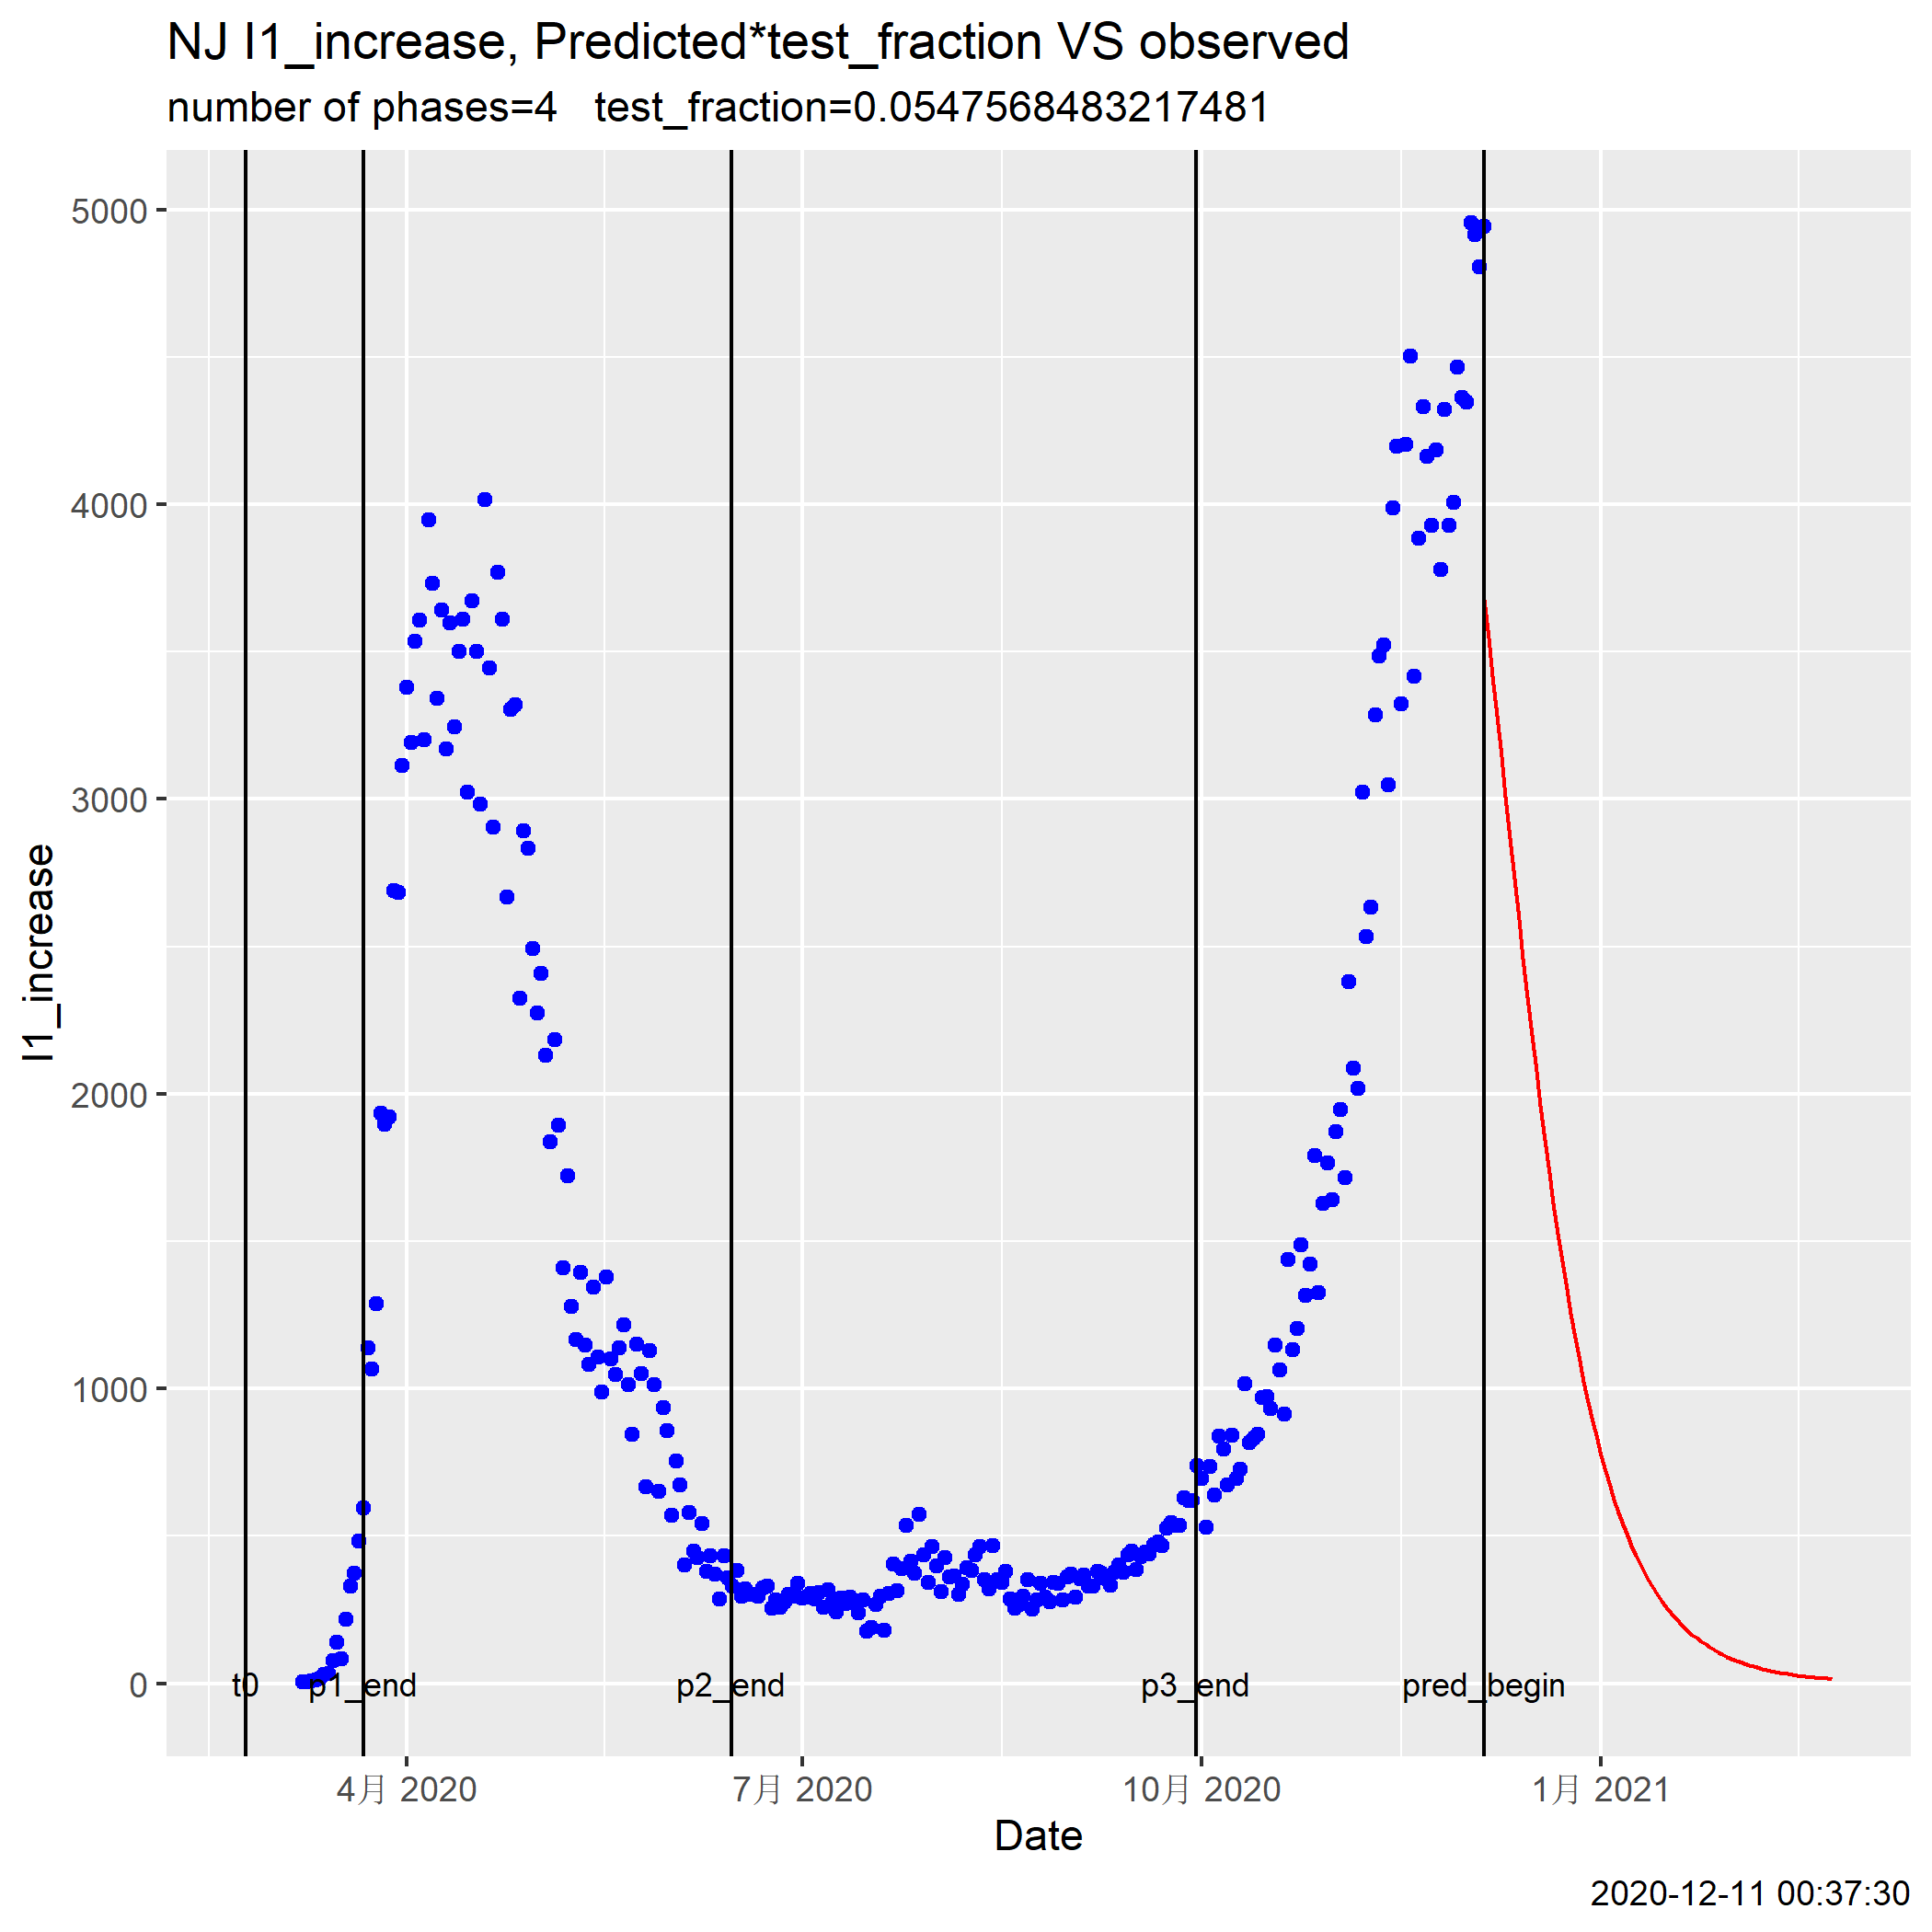 NJ I1_increase, Predicted*test_fraction VS observed
number of phases=4   test_fraction=0.0547568483217481
5000
4000
3000
2000
1000
0
I1_increase
t0
p1_end
p2_end
p3_end
pred_begin
4月 2020
7月 2020
10月 2020
1月 2021
Date
2020-12-11 00:37:30